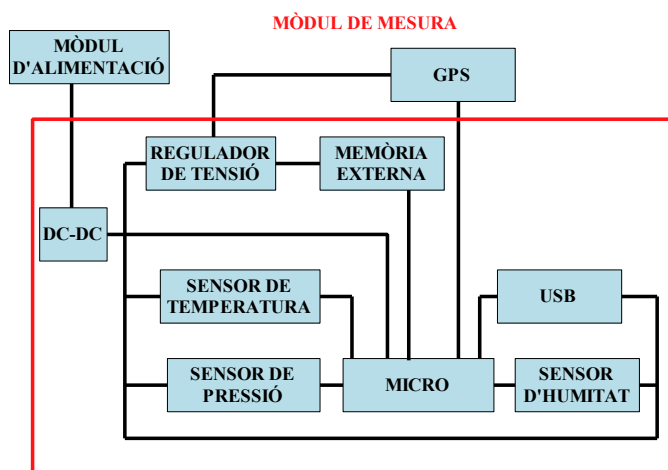 MÒDUL DE MESURA
MÒDUL
D'ALIMENTACIÓ
GPS
REGULADOR
DE TENSIÓ
MEMÒRIA
EXTERNA
DC-DC
SENSOR DE
TEMPERATURA
USB
SENSOR DE
PRESSIÓ
MICRO
SENSOR
D'HUMITAT